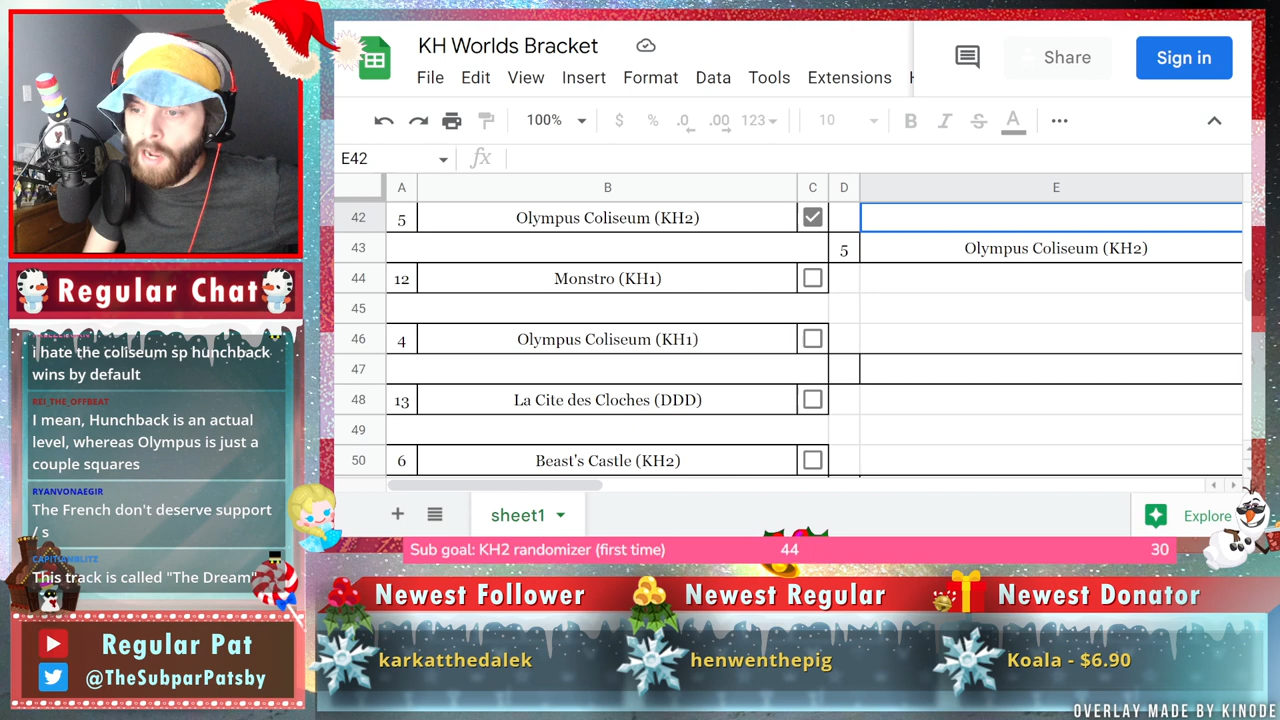 KH Worlds Bracket
File Edit View Insert Format Data Tools Extensions
Share
Sign in
100% $ % .0 .00 123 10 B I S A
E42 fx
A B C D E
42 5 Olympus Coliseum (KH2)
43 5 Olympus Coliseum (KH2)
44 12 Monstro (KH1)
45
46 4 Olympus Coliseum (KH1)
47
48 13 La Cite des Cloches (DDD)
49
50 6 Beast's Castle (KH2)
sheet1
Explore
Regular Chat
i hate the coliseum sp hunchback
wins by default
REI_THE_OFFBEAT
I mean, Hunchback is an actual
level, whereas Olympus is just a
couple squares
RYANVONAEGIR
The French don't deserve support
/ s
CAPITANBLITZ
This track is called "The Dream"
Regular Pat
@TheSubparPatsby
Sub goal: KH2 randomizer (first time) 44 30
Newest Follower
karkatthedalek
Newest Regular
henwenthepig
Newest Donator
Koala - $6.90
OVERLAY MADE BY KINODE